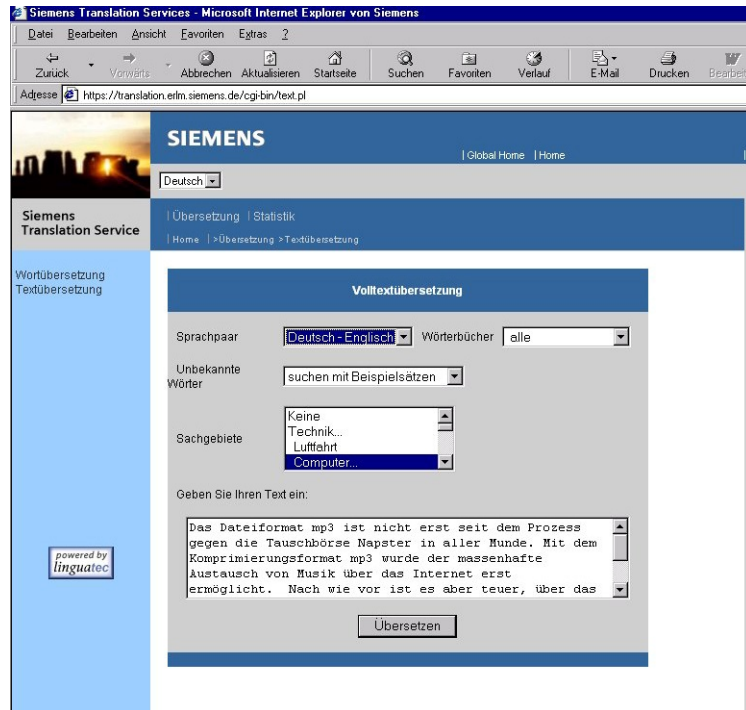 Siemens Translation Services - Microsoft Internet Explorer von Siemens
Datei Bearbeiten Ansicht Favoriten Extras ?
Zurück Vorwärts Abbrechen Aktualisieren Startseite Suchen Favoriten Verlauf E-Mail Drucken
Adresse https://translation.erlm.siemens.de/cgi-bin/text.pl
SIEMENS
| Global Home | Home
Deutsch
Siemens
Translation Service
| Übersetzung | Statistik
| Home | >Übersetzung >Textübersetzung
Wortübersetzung
Textübersetzung
Volltextübersetzung
Sprachpaar Deutsch - Englisch Wörterbücher alle
Unbekannte
Wörter
suchen mit Beispielsätzen
Sachgebiete
Keine
Technik...
Luftfahrt
Computer...
Geben Sie Ihren Text ein:
Das Dateiformat mp3 ist nicht erst seit dem Prozess
gegen die Tauschbörse Napster in aller Munde. Mit dem
Komprimierungsformat mp3 wurde der massenhafte
Austausch von Musik über das Internet erst
ermöglicht. Nach wie vor ist es aber teuer, über das
powered by
linguatec
Übersetzen